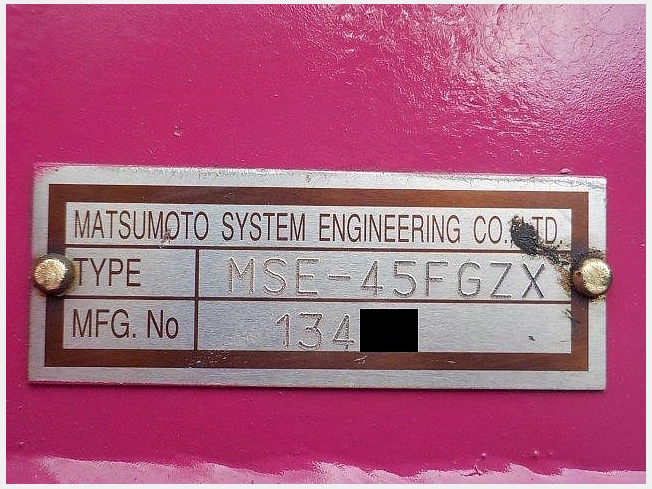 MATSUMOTO SYSTEM ENGINEERING CO.,LTD.
TYPE MSE-45FGZX
MFG. No 134